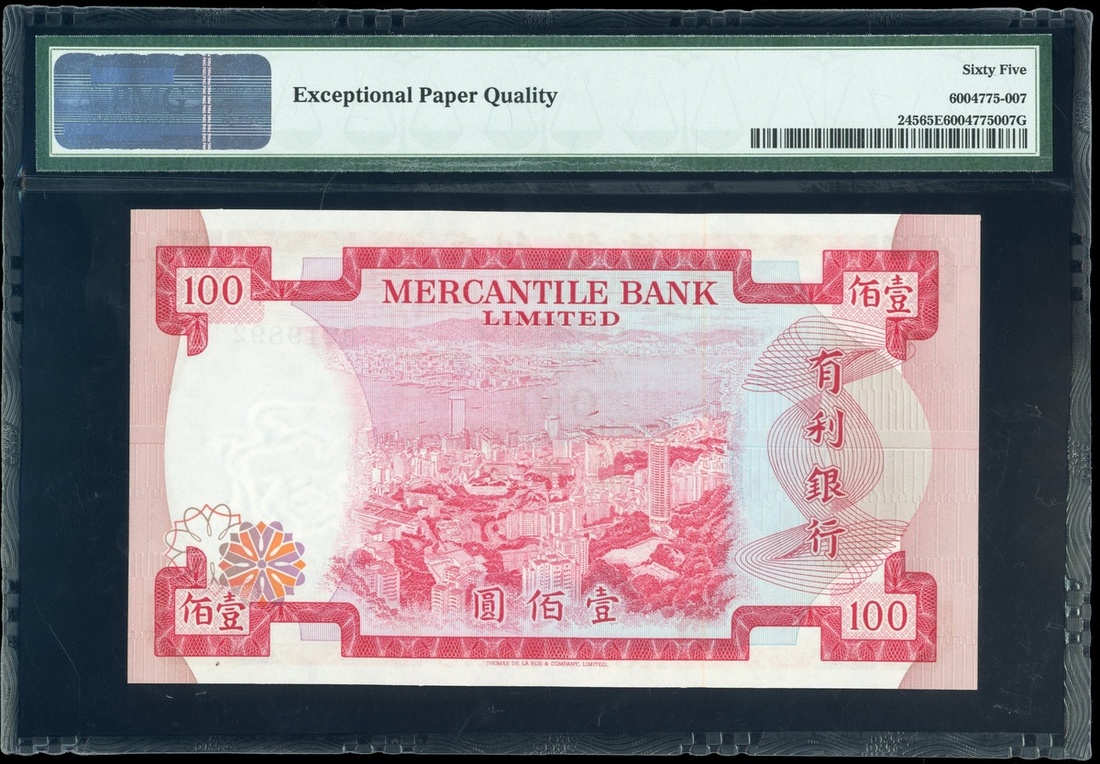 Exceptional Paper Quality
Sixty Five
6004775-007
24565E6004775007G
100
佰壹
MERCANTILE BANK
LIMITED
有利銀行
圓佰壹
佰壹
100
THOMAS DE LA RUE & COMPANY, LIMITED.